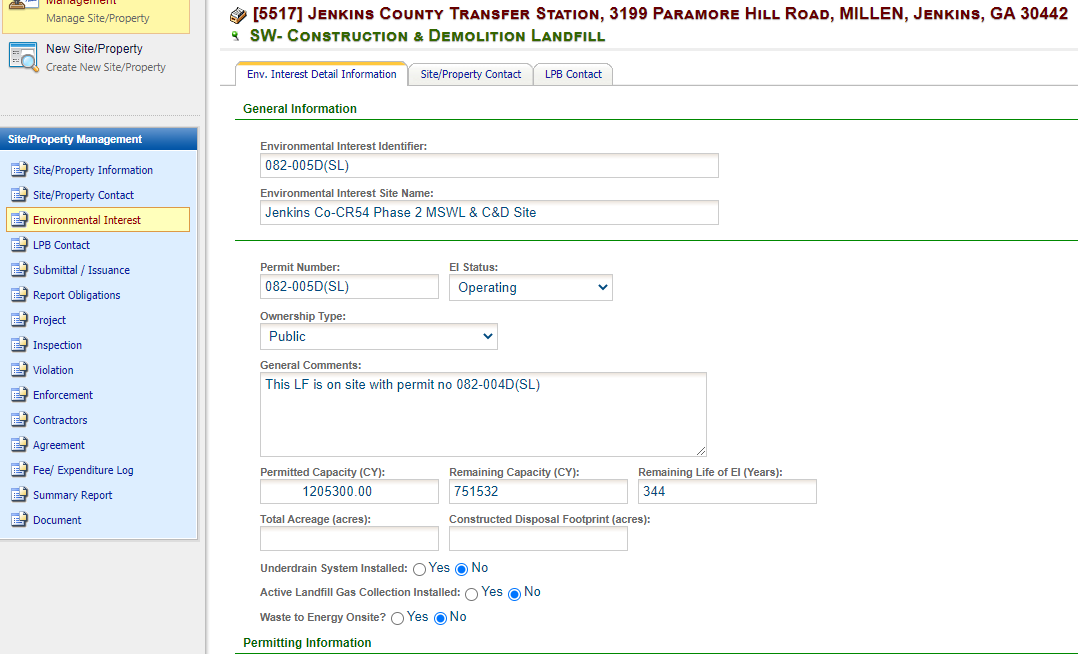 Management
Manage Site/Property
New Site/Property
Create New Site/Property
Site/Property Management
Site/Property Information
Site/Property Contact
Environmental Interest
LPB Contact
Submittal / Issuance
Report Obligations
Project
Inspection
Violation
Enforcement
Contractors
Agreement
Fee/ Expenditure Log
Summary Report
Document
[5517] Jenkins County Transfer Station, 3199 Paramore Hill Road, MILLEN, Jenkins, GA 30442
SW- Construction & Demolition Landfill
Env. Interest Detail Information Site/Property Contact LPB Contact
General Information
Environmental Interest Identifier:
082-005D(SL)
Environmental Interest Site Name:
Jenkins Co-CR54 Phase 2 MSWL & C&D Site
Permit Number: EI Status:
082-005D(SL) Operating
Ownership Type:
Public
General Comments:
This LF is on site with permit no 082-004D(SL)
Permitted Capacity (CY): Remaining Capacity (CY): Remaining Life of EI (Years):
1205300.00 751532 344
Total Acreage (acres): Constructed Disposal Footprint (acres):
Underdrain System Installed: Yes No
Active Landfill Gas Collection Installed: Yes No
Waste to Energy Onsite? Yes No
Permitting Information